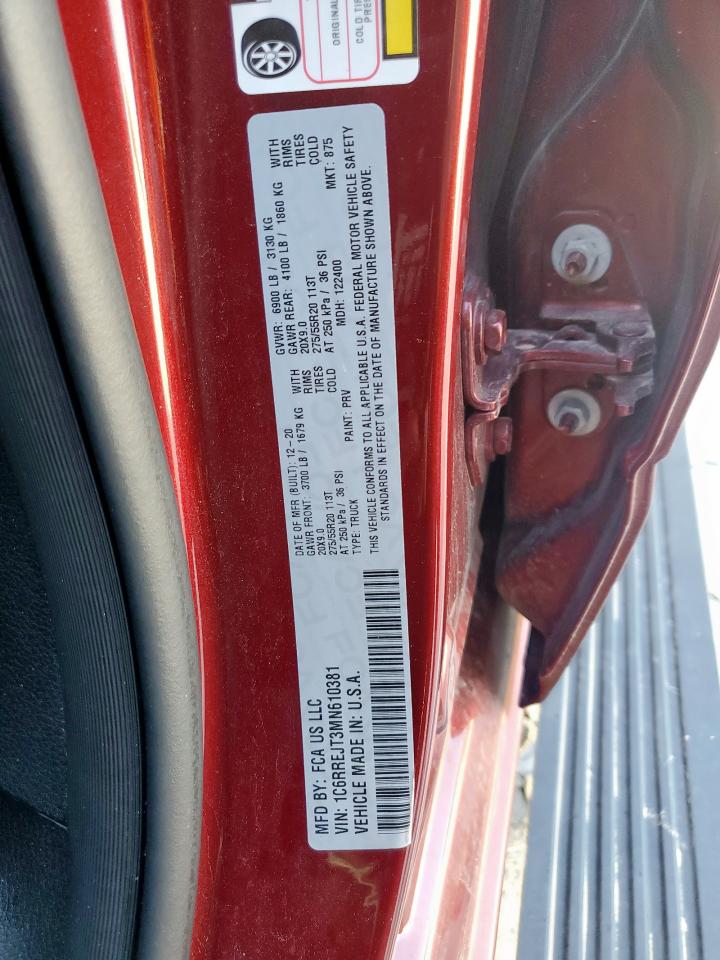 MFD BY: FCA US LLC
VIN: 1C6RREJT3MN610381
VEHICLE MADE IN: U.S.A.
DATE OF MFR (BUILT): 12-20
GVWR: 6900 LB / 3130 KG
GAWR FRONT: 3700 LB / 1679 KG WITH
20X9.0 RIMS
275/55R20 113T TIRES
AT 250 kPa / 36 PSI COLD
GAWR REAR: 4100 LB / 1860 KG WITH
20X9.0 RIMS
275/55R20 113T TIRES
AT 250 kPa / 36 PSI COLD
TYPE: TRUCK PAINT: PRV MDH: 122400 MKT: 875
THIS VEHICLE CONFORMS TO ALL APPLICABLE U.S.A. FEDERAL MOTOR VEHICLE SAFETY
STANDARDS IN EFFECT ON THE DATE OF MANUFACTURE SHOWN ABOVE.
ORIGINAL
COLD